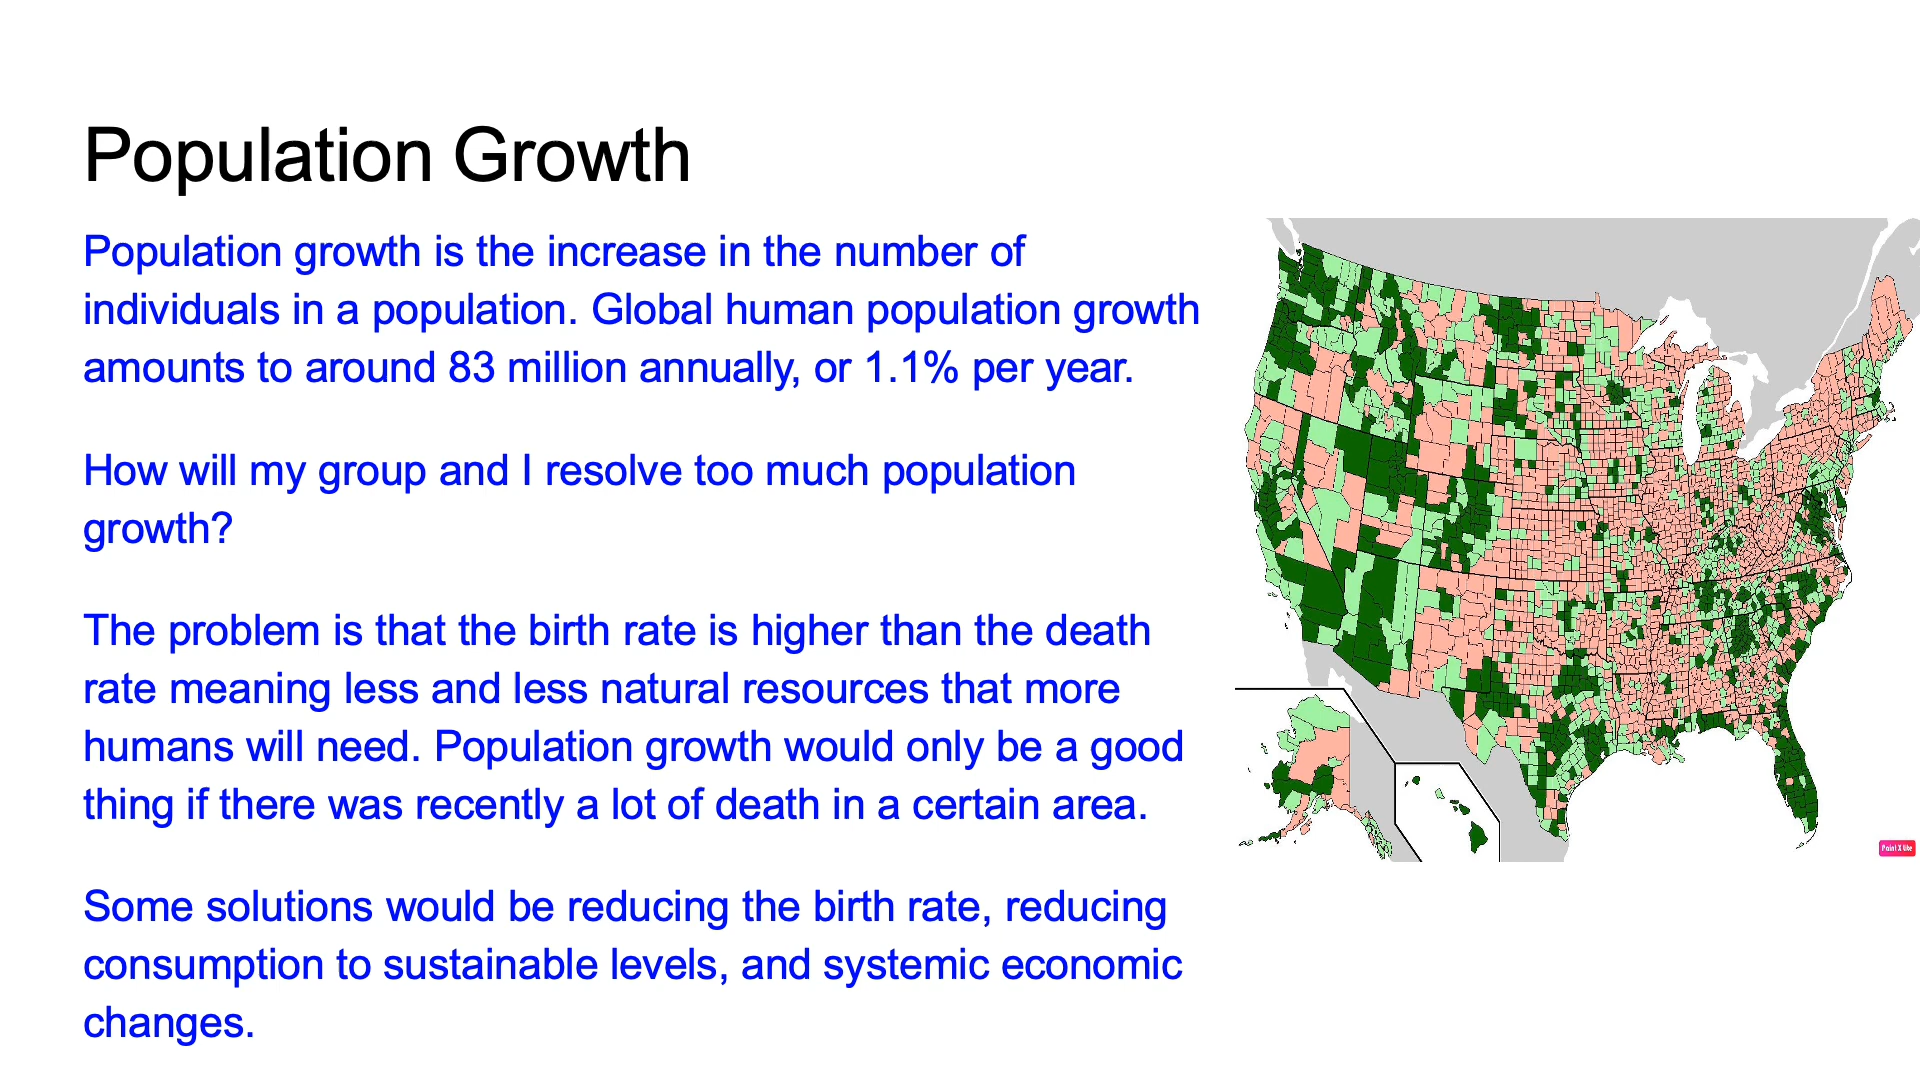 Population Growth
Population growth is the increase in the number of
individuals in a population. Global human population growth
amounts to around 83 million annually, or 1.1% per year.
How will my group and I resolve too much population
growth?
The problem is that the birth rate is higher than the death
rate meaning less and less natural resources that more
humans will need. Population growth would only be a good
thing if there was recently a lot of death in a certain area.
Some solutions would be reducing the birth rate, reducing
consumption to sustainable levels, and systemic economic
changes.
Paint X lite